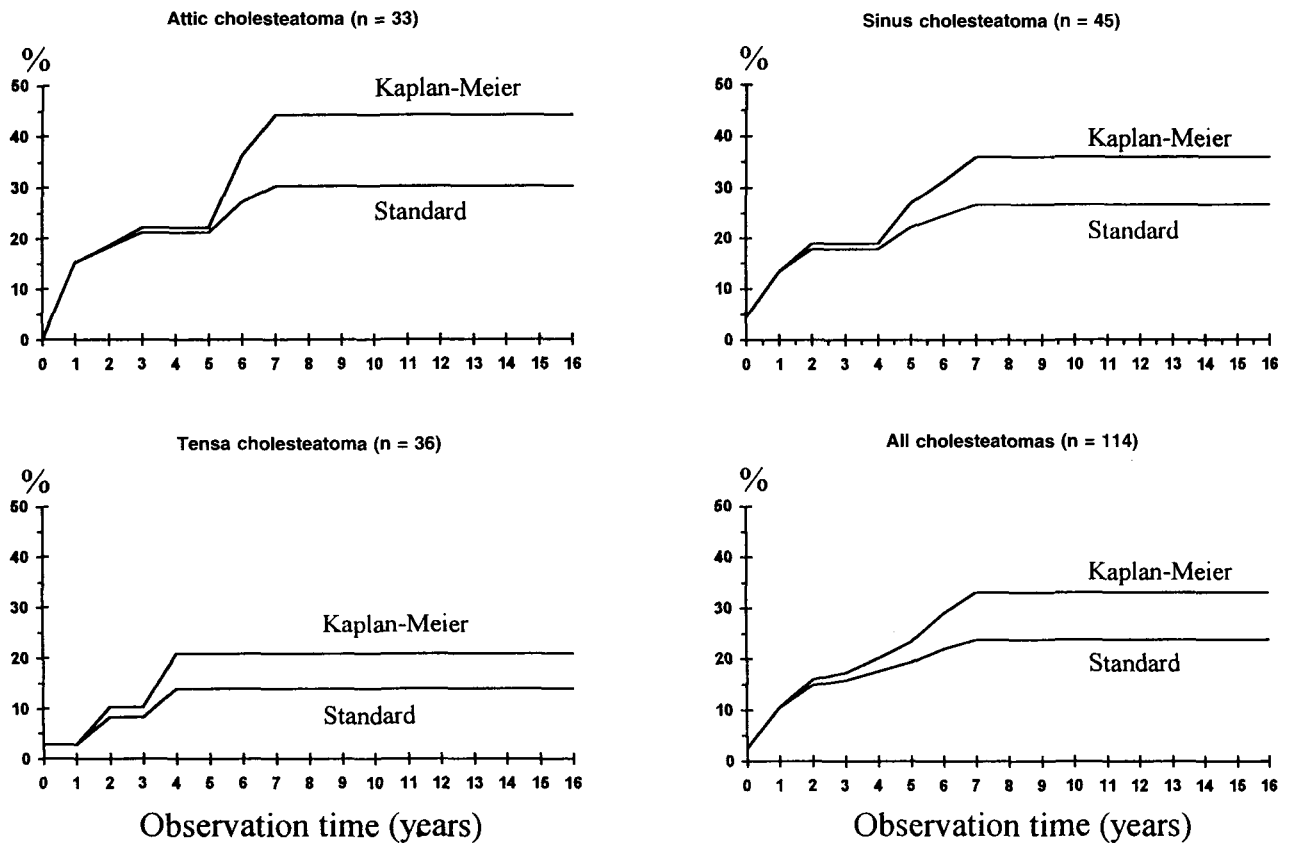 Attic cholesteatoma (n = 33)
%
50
40
30
20
10
0
Kaplan-Meier
Standard
0 1 2 3 4 5 6 7 8 9 10 11 12 13 14 15 16
Sinus cholesteatoma (n = 45)
%
50
40
30
20
10
0
Kaplan-Meier
Standard
0 1 2 3 4 5 6 7 8 9 10 11 12 13 14 15 16
Tensa cholesteatoma (n = 36)
%
50
40
30
20
10
0
Kaplan-Meier
Standard
0 1 2 3 4 5 6 7 8 9 10 11 12 13 14 15 16
Observation time (years)
All cholesteatomas (n = 114)
%
50
40
30
20
10
0
Kaplan-Meier
Standard
0 1 2 3 4 5 6 7 8 9 10 11 12 13 14 15 16
Observation time (years)